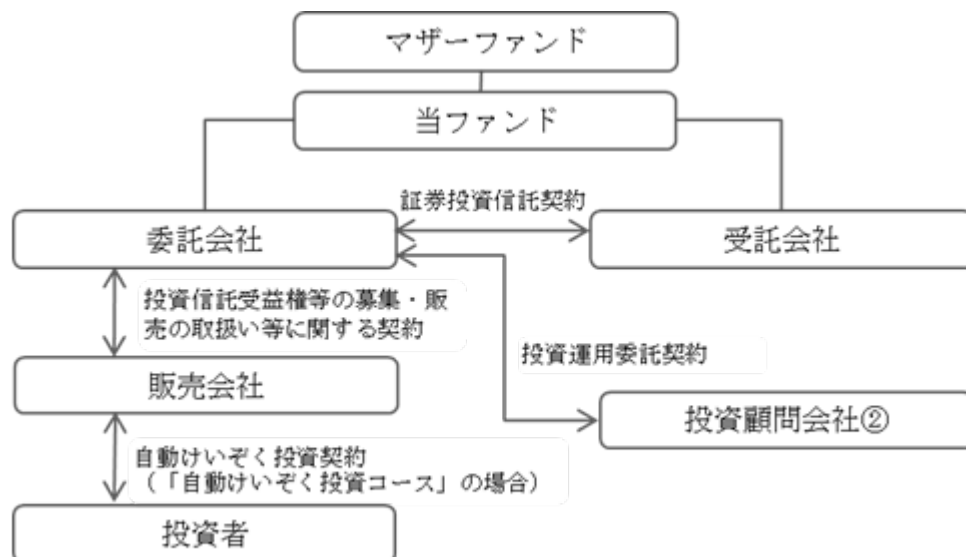 マザーファンド
当ファンド
証券投資信託契約
委託会社
受託会社
投資信託受益権等の募集・販
売の取扱い等に関する契約
投資運用委託契約
販売会社
投資顧問会社②
自動けいぞく投資契約
(「自動けいぞく投資コース」の場合)
投資者